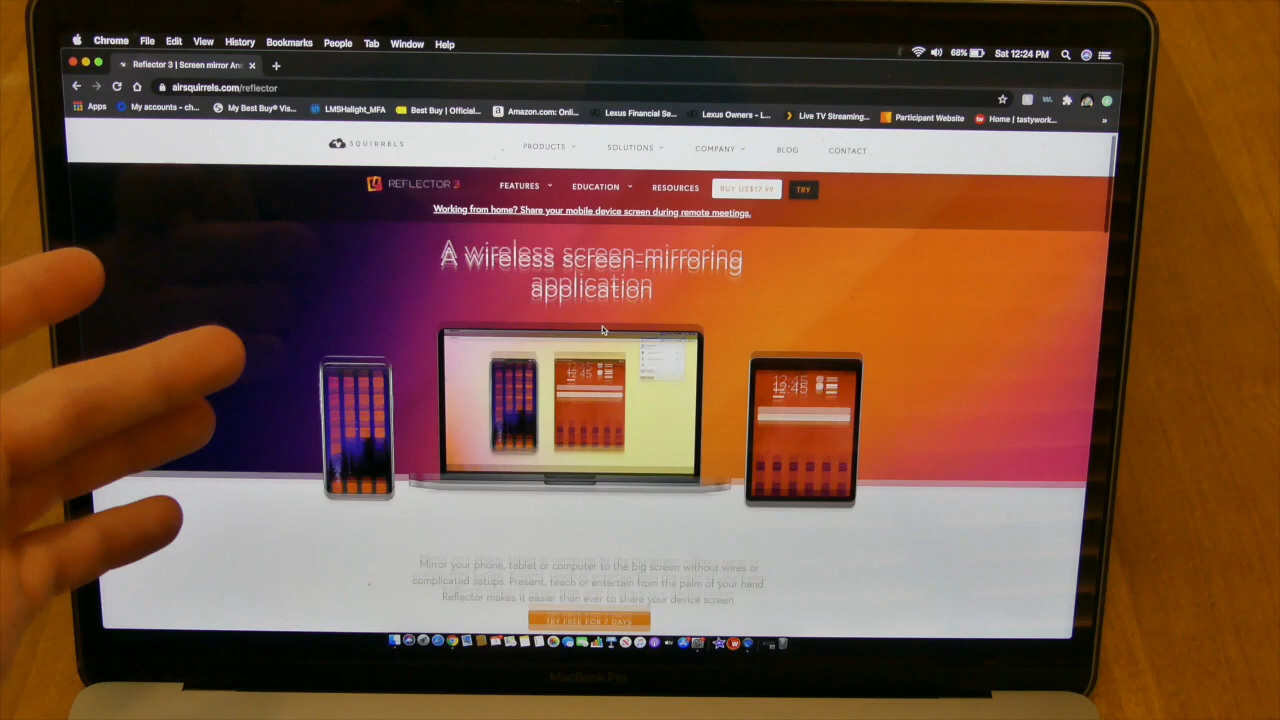 Chrome File Edit View History Bookmarks People Tab Window Help
68% Sat 12:24 PM
Reflector 3 | Screen mirror An
airsquirrels.com/reflector
Apps My accounts - ch... My Best Buy® Vis... LMSHalight_MFA Best Buy | Official... Amazon.com: Onli... Lexus Financial Se... Lexus Owners - L... Live TV Streaming... Participant Website Home | tastywork... »
SQUIRRELS PRODUCTS SOLUTIONS COMPANY BLOG CONTACT
REFLECTOR 3 FEATURES EDUCATION RESOURCES BUY US$17.99 TRY
Working from home? Share your mobile device screen during remote meetings.
A wireless screen-mirroring
application
12:45
12:45
Mirror your phone, tablet or computer to the big screen without wires or
complicated setups. Present, teach or entertain from the palm of your hand.
Reflector makes it easier than ever to share your device screen.
TRY FREE FOR 7 DAYS
MacBook Pro